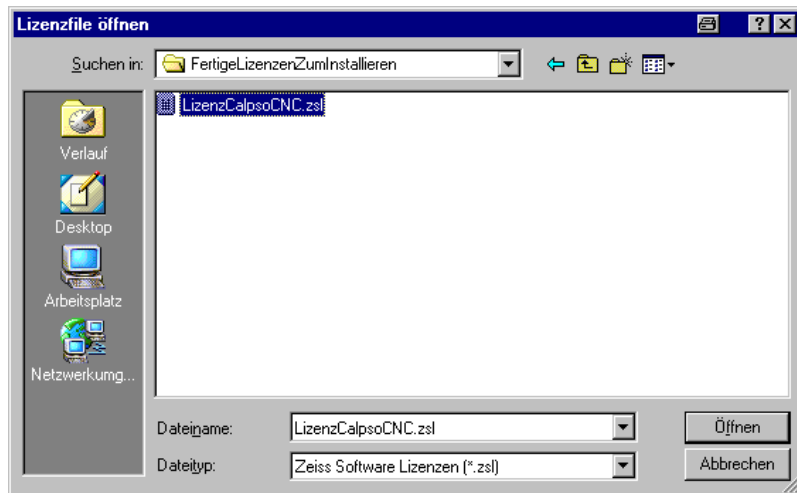 Lizenzfile öffnen
Suchen in: FertigeLizenzenZumInstallieren
LizenzCalpsoCNC.zsl
Verlauf
Desktop
Arbeitsplatz
Netzwerkumg...
Dateiname: LizenzCalpsoCNC.zsl Öffnen
Dateityp: Zeiss Software Lizenzen (*.zsl) Abbrechen